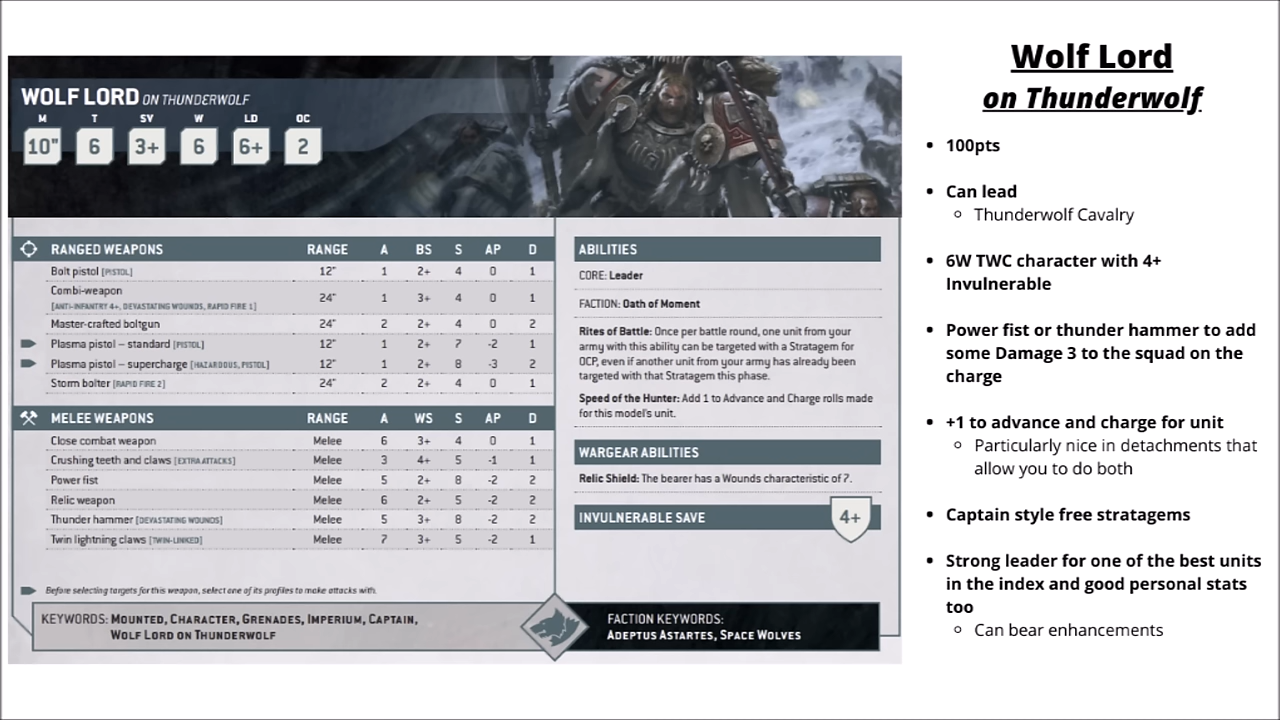 WOLF LORD ON THUNDERWOLF
M T SV W LD OC
10" 6 3+ 6 6+ 2
RANGED WEAPONS RANGE A BS S AP D
Bolt pistol [PISTOL] 12" 1 2+ 4 0 1
Combi-weapon
[ANTI-INFANTRY 4+, DEVASTATING WOUNDS, RAPID FIRE 1] 24" 1 3+ 4 0 1
Master-crafted boltgun 24" 2 2+ 4 0 2
Plasma pistol – standard [PISTOL] 12" 1 2+ 7 -2 1
Plasma pistol – supercharge [HAZARDOUS, PISTOL] 12" 1 2+ 8 -3 2
Storm bolter [RAPID FIRE 2] 24" 2 2+ 4 0 1
MELEE WEAPONS RANGE A WS S AP D
Close combat weapon Melee 6 3+ 4 0 1
Crushing teeth and claws [EXTRA ATTACKS] Melee 3 4+ 5 -1 1
Power fist Melee 5 2+ 8 -2 2
Relic weapon Melee 6 2+ 5 -2 2
Thunder hammer [DEVASTATING WOUNDS] Melee 5 3+ 8 -2 2
Twin lightning claws [TWIN-LINKED] Melee 7 3+ 5 -2 1
Before selecting targets for this weapon, select one of its profiles to make attacks with.
KEYWORDS: MOUNTED, CHARACTER, GRENADES, IMPERIUM, CAPTAIN,
WOLF LORD ON THUNDERWOLF
ABILITIES
CORE: Leader
FACTION: Oath of Moment
Rites of Battle: Once per battle round, one unit from your
army with this ability can be targeted with a Stratagem for
0CP, even if another unit from your army has already been
targeted with that Stratagem this phase.
Speed of the Hunter: Add 1 to Advance and Charge rolls made
for this model's unit.
WARGEAR ABILITIES
Relic Shield: The bearer has a Wounds characteristic of 7.
INVULNERABLE SAVE 4+
FACTION KEYWORDS:
ADEPTUS ASTARTES, SPACE WOLVES
Wolf Lord
on Thunderwolf
• 100pts
• Can lead
◦ Thunderwolf Cavalry
• 6W TWC character with 4+
Invulnerable
• Power fist or thunder hammer to add
some Damage 3 to the squad on the
charge
• +1 to advance and charge for unit
◦ Particularly nice in detachments that
allow you to do both
• Captain style free stratagems
• Strong leader for one of the best units
in the index and good personal stats
too
◦ Can bear enhancements